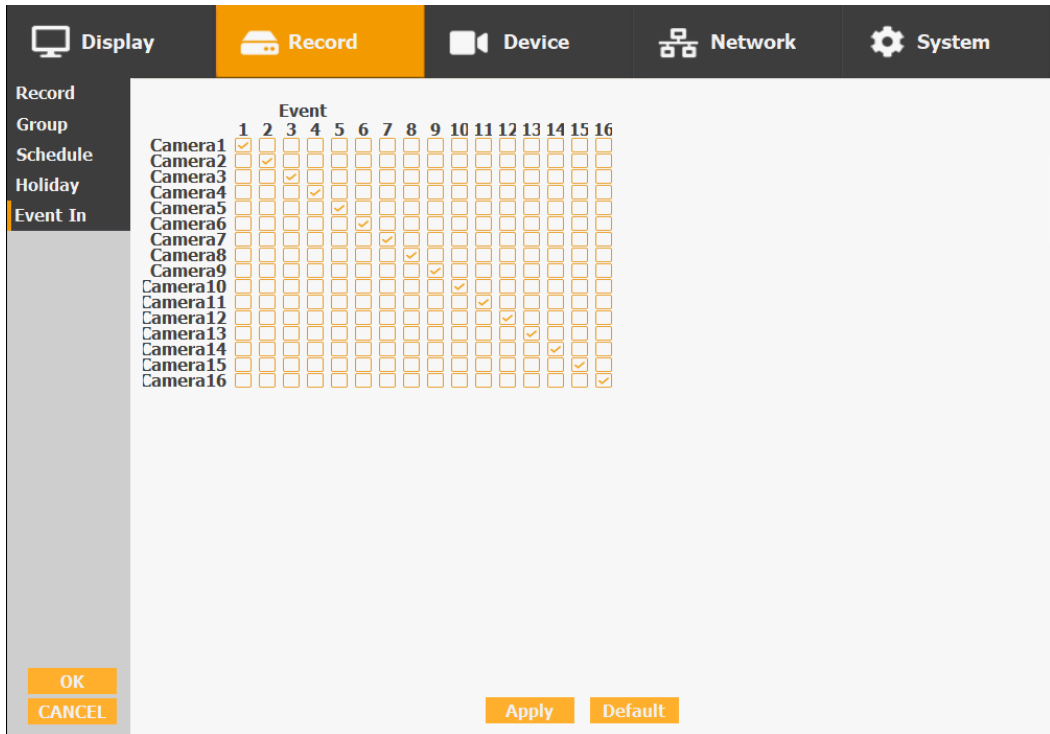 Display Record Device Network System
Record
Group
Schedule
Holiday
Event In
Event
1 2 3 4 5 6 7 8 9 10 11 12 13 14 15 16
Camera1
Camera2
Camera3
Camera4
Camera5
Camera6
Camera7
Camera8
Camera9
Camera10
Camera11
Camera12
Camera13
Camera14
Camera15
Camera16
OK
CANCEL
Apply Default